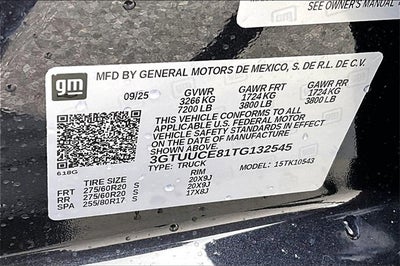 SEE OWNER'S MANUAL
gm
MFD BY GENERAL MOTORS DE MEXICO, S. DE R.L. DE C.V.
09/25 GVWR GAWR FRT GAWR RR
3266 KG 1724 KG 1724 KG
7200 LB 3800 LB 3800 LB
THIS VEHICLE CONFORMS TO ALL
APPLICABLE U.S. FEDERAL MOTOR
VEHICLE SAFETY STANDARDS IN EFFECT
ON THE DATE OF MANUFACTURE SHOWN ABOVE.
3GTUUCE81TG132545
618G
TYPE: TRUCK MODEL: 15TK10543
TIRE SIZE RIM
FRT 275/60R20 S 20X9J
RR 275/60R20 S 20X9J
SPA 255/80R17 S 17X8J